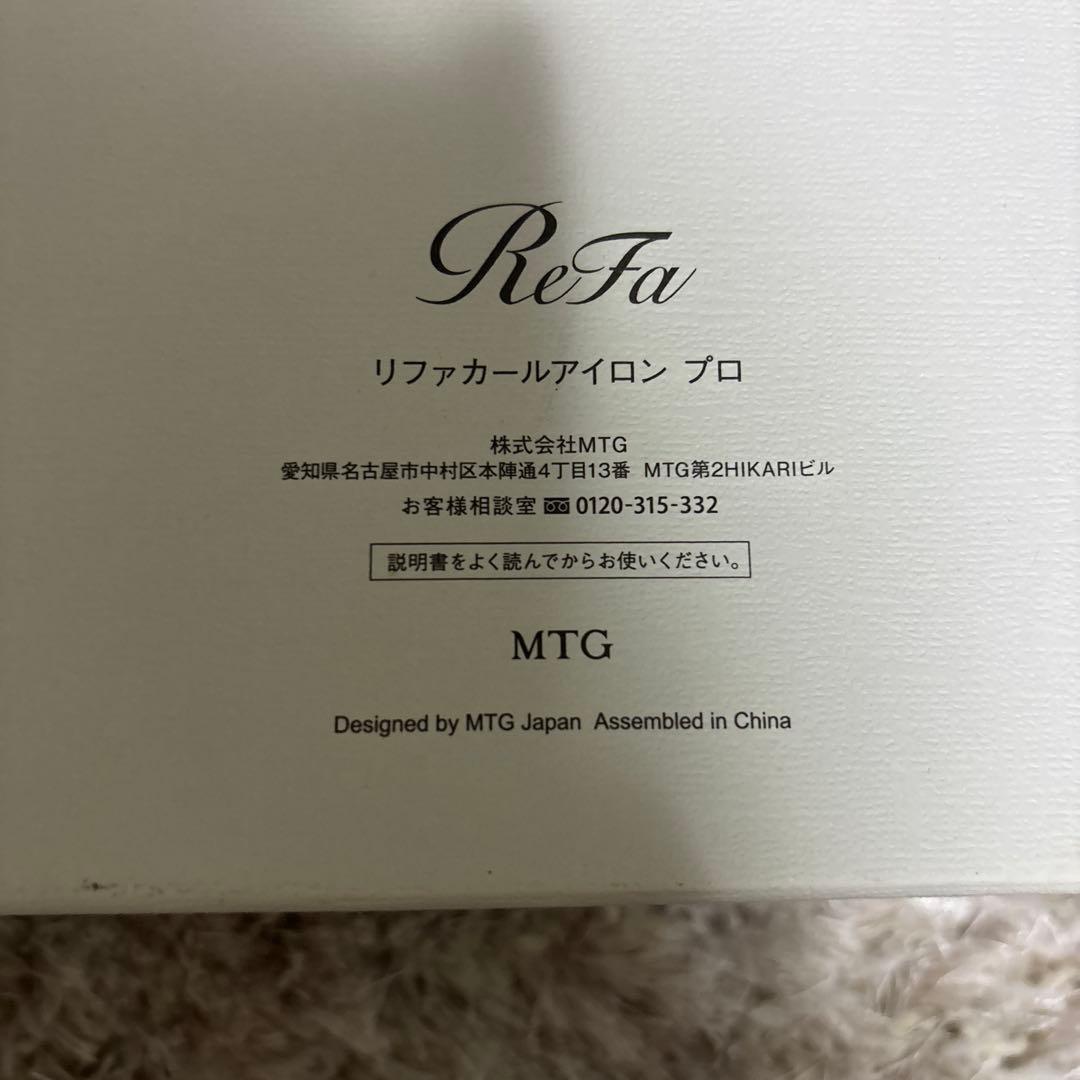 ReFa
リファカールアイロン プロ
株式会社MTG
愛知県名古屋市中村区本陣通4丁目13番 MTG第2HIKARIビル
お客様相談室 0120-315-332
説明書をよく読んでからお使いください。
MTG
Designed by MTG Japan Assembled in China